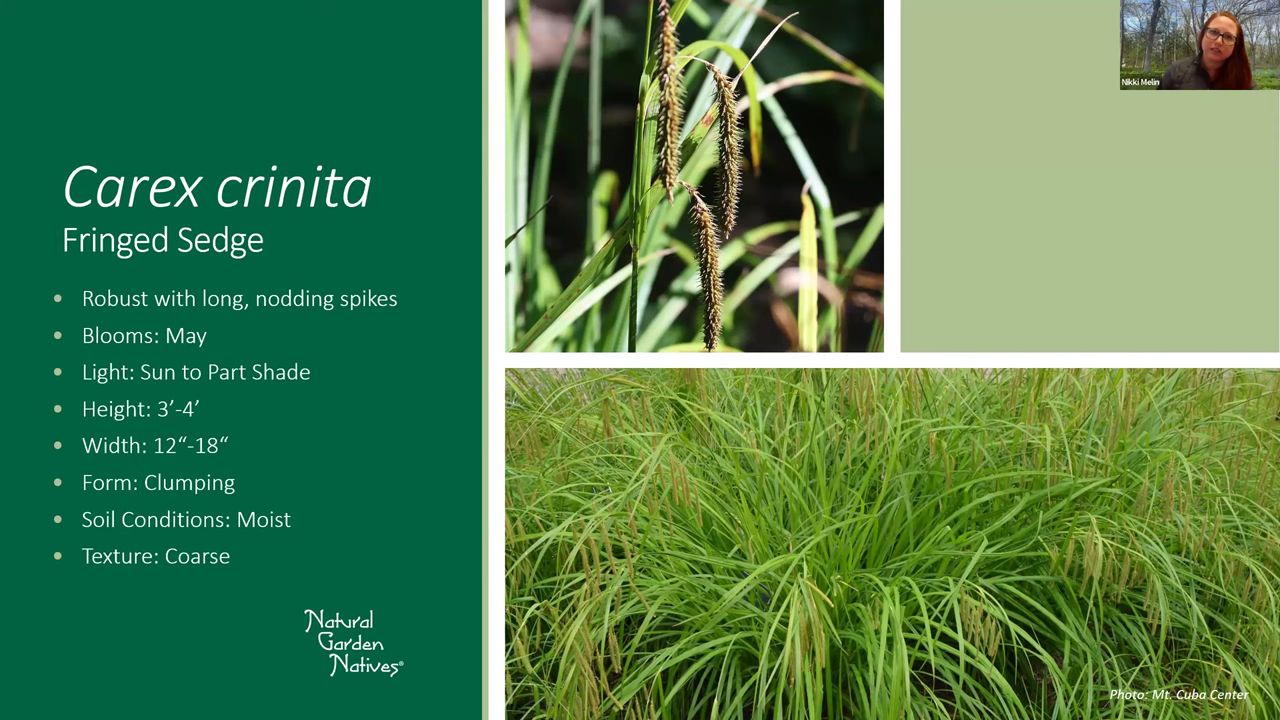 Carex crinita
Fringed Sedge
• Robust with long, nodding spikes
• Blooms: May
• Light: Sun to Part Shade
• Height: 3’-4’
• Width: 12“-18“
• Form: Clumping
• Soil Conditions: Moist
• Texture: Coarse
Natural
Garden
Natives®
Nikki Melin
Photo: Mt. Cuba Center